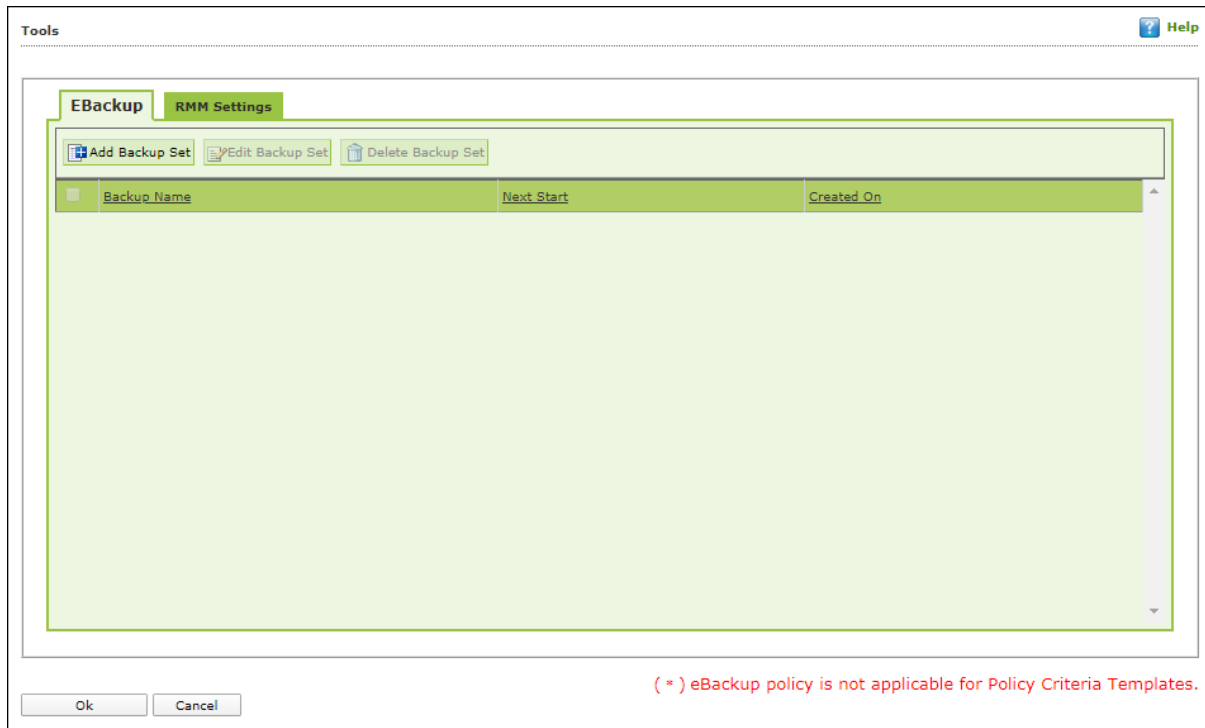 Tools
? Help
EBackup RMM Settings
Add Backup Set Edit Backup Set Delete Backup Set
Backup Name Next Start Created On
( * ) eBackup policy is not applicable for Policy Criteria Templates.
Ok Cancel